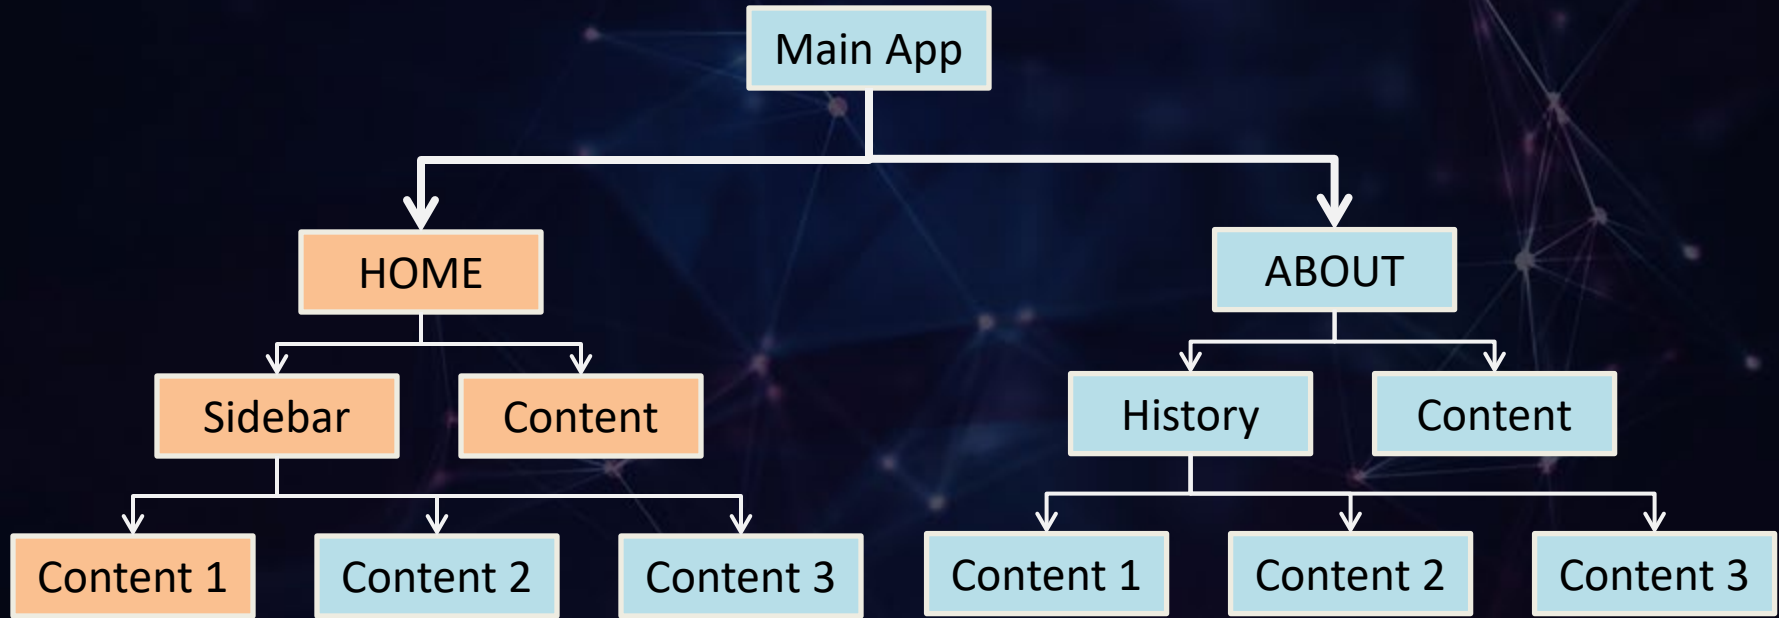 Main App
HOME
ABOUT
Sidebar
Content
History
Content
Content 1
Content 2
Content 3
Content 1
Content 2
Content 3